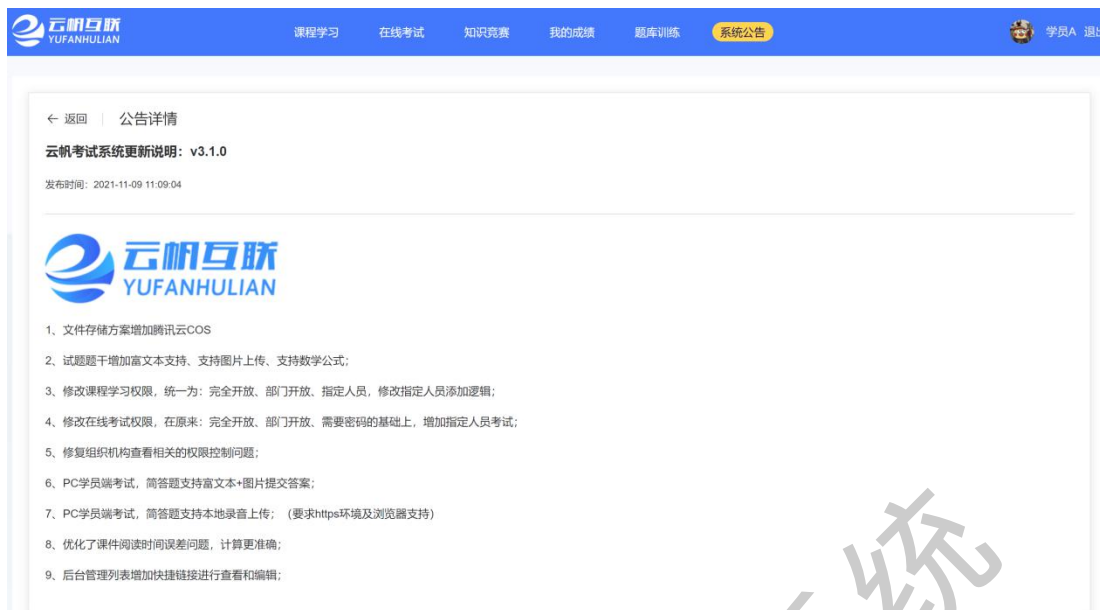 云帆互联
YUFANHULIAN
课程学习 在线考试 知识竞赛 我的成绩 题库训练 系统公告 学员A
← 返回 公告详情
云帆考试系统更新说明：v3.1.0
发布时间：2021-11-09 11:09:04
云帆互联
YUFANHULIAN
1、文件存储方案增加腾讯云COS
2、试题题干增加富文本支持、支持图片上传、支持数学公式；
3、修改课程学习权限，统一为：完全开放、部门开放、指定人员，修改指定人员添加逻辑；
4、修改在线考试权限，在原来：完全开放、部门开放、需要密码的基础上，增加指定人员考试；
5、修复组织机构查看相关的权限控制问题；
6、PC学员端考试，简答题支持富文本+图片提交答案；
7、PC学员端考试，简答题支持本地录音上传；（要求https环境及浏览器支持）
8、优化了课件阅读时间误差问题，计算更准确；
9、后台管理列表增加快捷链接进行查看和编辑；
统